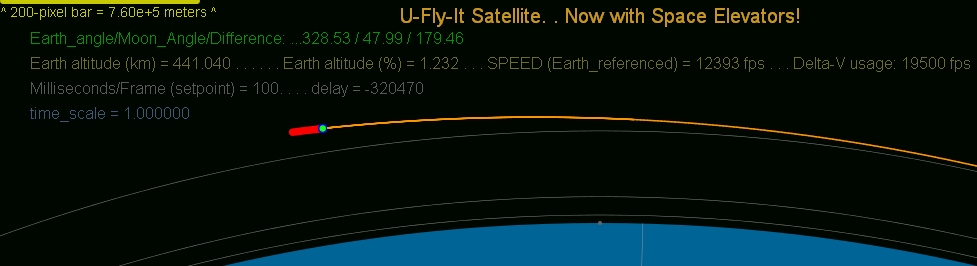 ^ 200-pixel bar = 7.60e+5 meters ^
U-Fly-It Satellite. . Now with Space Elevators!
Earth_angle/Moon_Angle/Difference: ...328.53 / 47.99 / 179.46
Earth altitude (km) = 441.040 . . . . . . Earth altitude (%) = 1.232 . . . SPEED (Earth_referenced) = 12393 fps . . . Delta-V usage: 19500 fps
Milliseconds/Frame (setpoint) = 100. . . . delay = -320470
time_scale = 1.000000